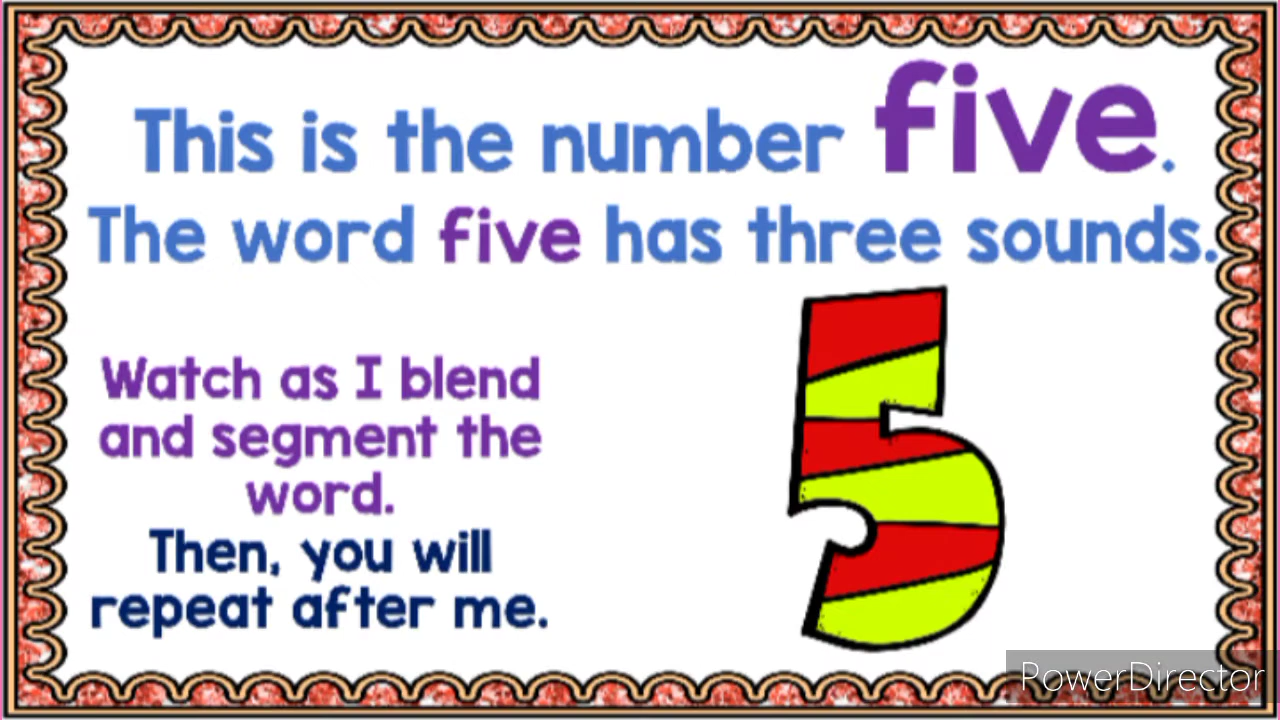 This is the number five.
The word five has three sounds.
Watch as I blend
and segment the
word.
Then, you will
repeat after me.
5
PowerDirector